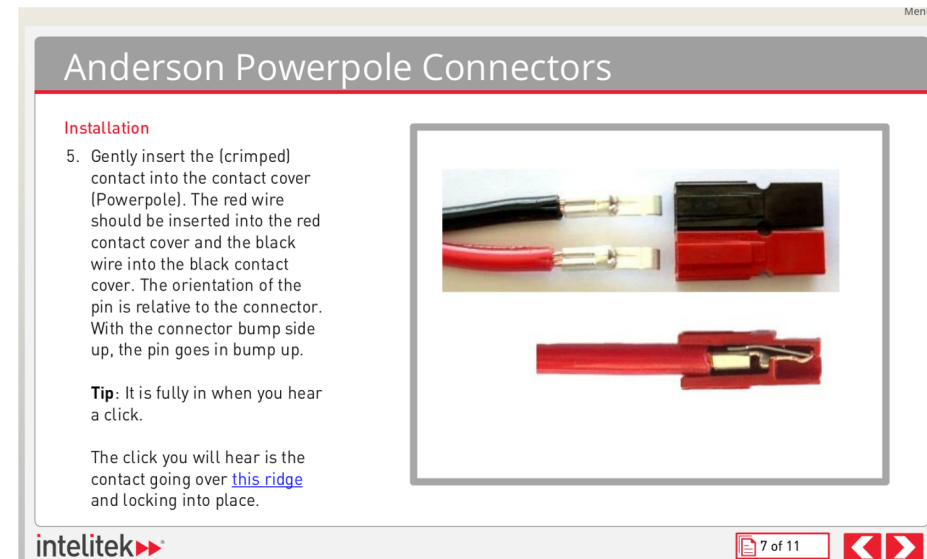 Menu
Anderson Powerpole Connectors
Installation
5. Gently insert the (crimped)
contact into the contact cover
(Powerpole). The red wire
should be inserted into the red
contact cover and the black
wire into the black contact
cover. The orientation of the
pin is relative to the connector.
With the connector bump side
up, the pin goes in bump up.
Tip: It is fully in when you hear
a click.
The click you will hear is the
contact going over this ridge
and locking into place.
intelitek
7 of 11